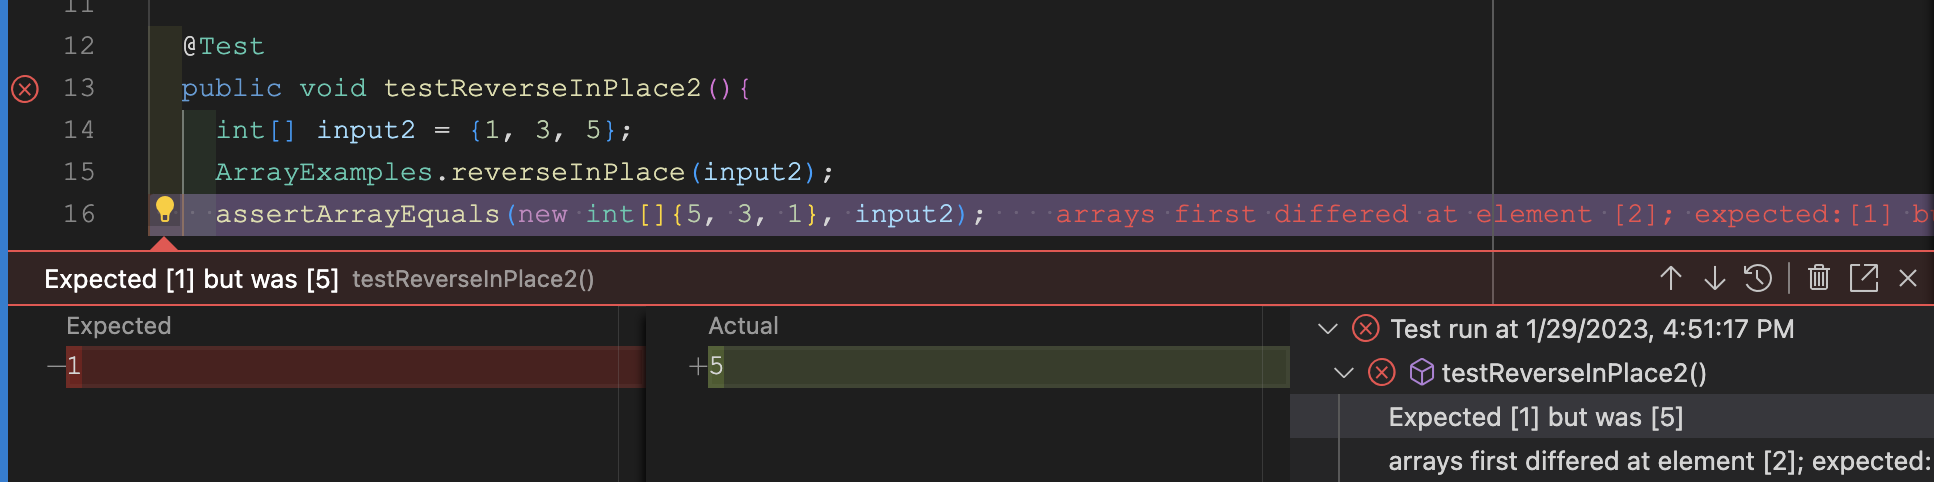 11
12 @Test
13 public void testReverseInPlace2(){
14 int[] input2 = {1, 3, 5};
15 ArrayExamples.reverseInPlace(input2);
16 assertArrayEquals(new int[]{5, 3, 1}, input2); arrays first differed at element [2]; expected:[1] b
Expected [1] but was [5] testReverseInPlace2()
Expected
Actual
1
5
Test run at 1/29/2023, 4:51:17 PM
testReverseInPlace2()
Expected [1] but was [5]
arrays first differed at element [2]; expected: